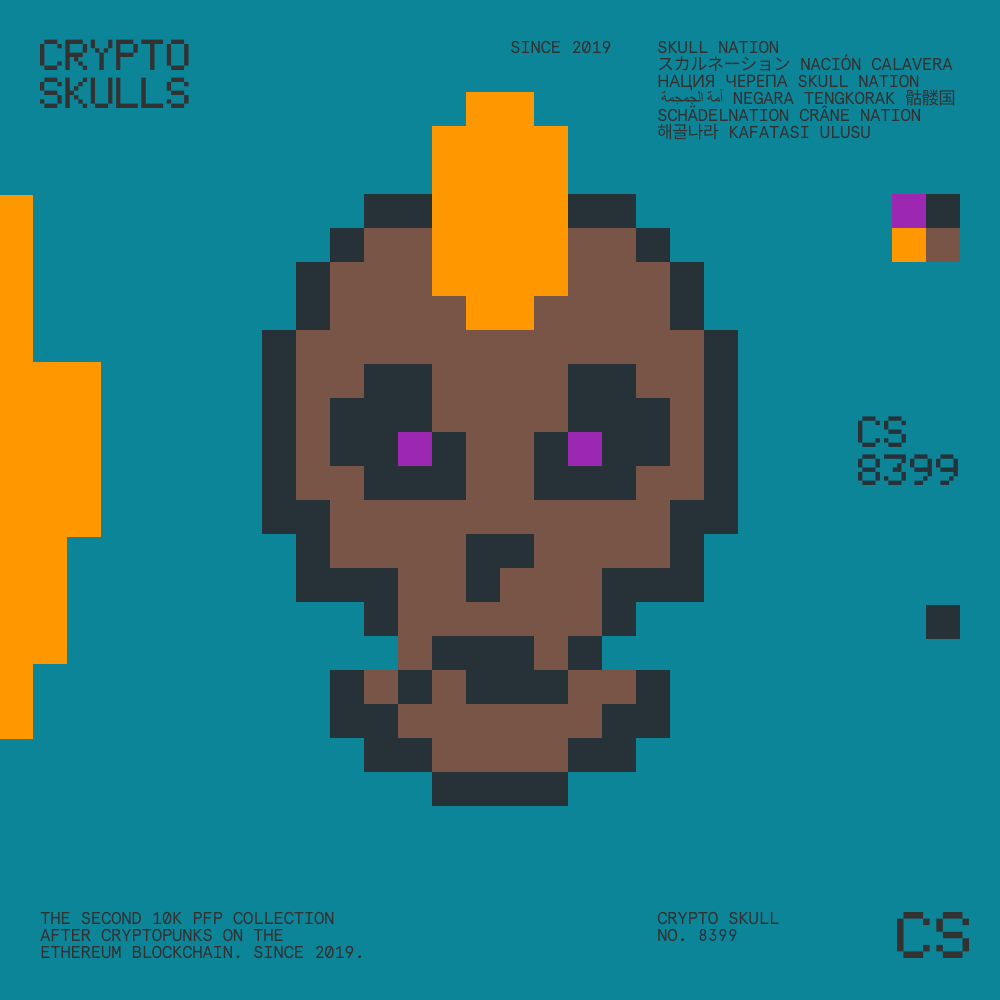 CRYPTO
SKULLS
SINCE 2019
SKULL NATION
スカルネーション NACIÓN CALAVERA
НАЦИЯ ЧЕРЕПА SKULL NATION
أمة الجمجمة NEGARA TENGKORAK 骷髅国
SCHÄDELNATION CRÂNE NATION
해골나라 KAFATASI ULUSU
CS
8399
THE SECOND 10K PFP COLLECTION
AFTER CRYPTOPUNKS ON THE
ETHEREUM BLOCKCHAIN. SINCE 2019.
CRYPTO SKULL
NO. 8399
CS